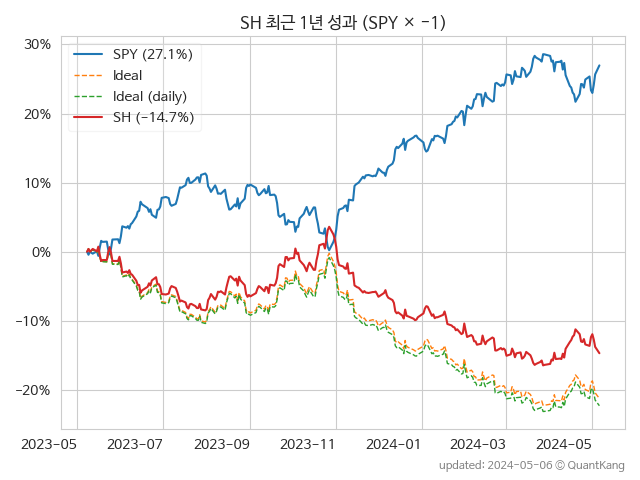 SH 최근 1년 성과 (SPY × −1)
30%
20%
10%
0%
−10%
−20%
SPY (27.1%)
Ideal
Ideal (daily)
SH (−14.7%)
2023-05
2023-07
2023-09
2023-11
2024-01
2024-03
2024-05
updated: 2024-05-06 © QuantKang